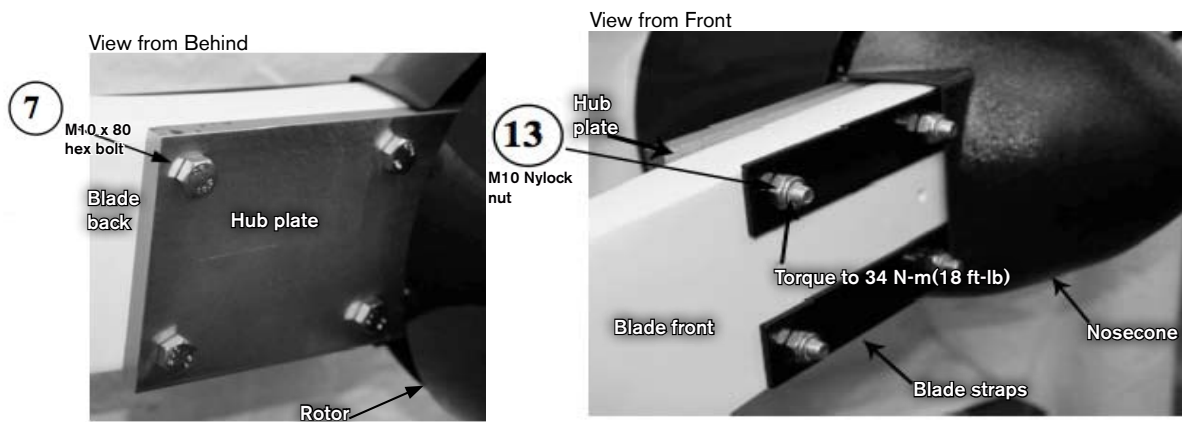 View from Behind
7
M10 x 80
hex bolt
Blade
back
Hub plate
Rotor
View from Front
Hub
plate
13
M10 Nylock
nut
Torque to 34 N-m(18 ft-lb)
Blade front
Nosecone
Blade straps